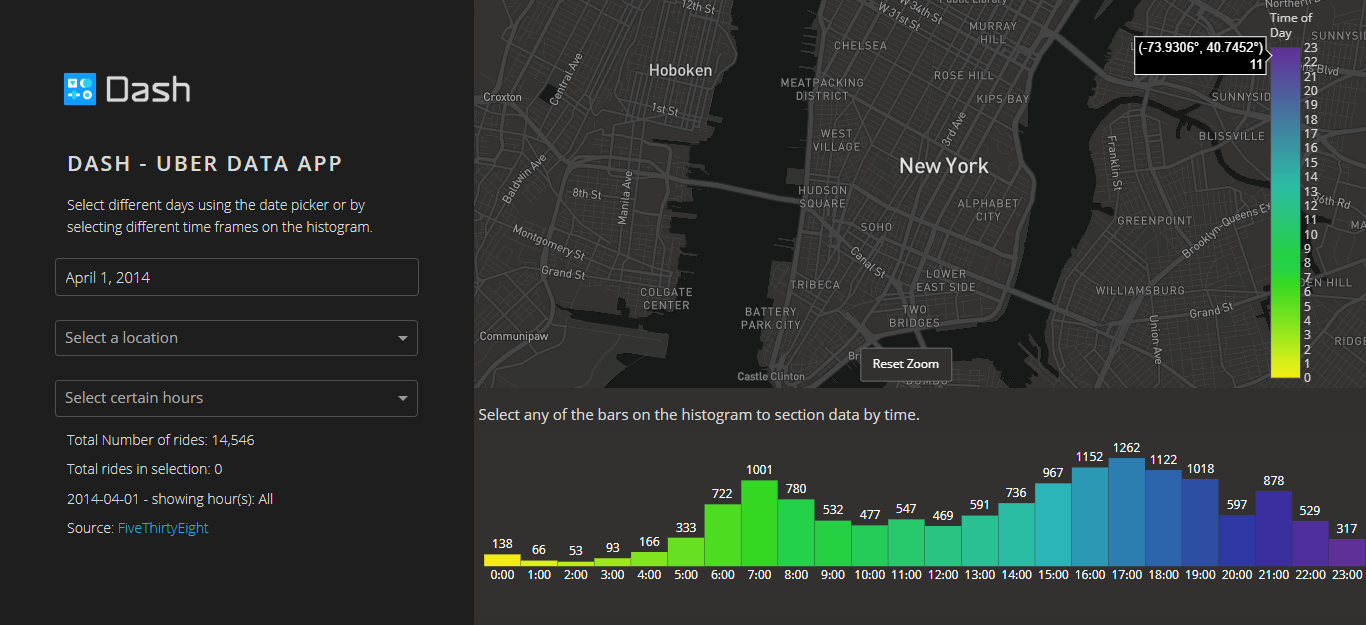 Dash
DASH - UBER DATA APP
Select different days using the date picker or by
selecting different time frames on the histogram.
April 1, 2014
Select a location
Select certain hours
Total Number of rides: 14,546
Total rides in selection: 0
2014-04-01 - showing hour(s): All
Source: FiveThirtyEight
12th St
W 34th St
W 31st St
Public Library
MURRAY
HILL
CHELSEA
Hoboken
Central Ave
MEATPACKING
DISTRICT
ROSE HILL
KIPS BAY
Croxton
1st St
3rd Ave
WEST
VILLAGE
New York
Baldwin Ave
8th St
Manila Ave
HUDSON
SQUARE
ALPHABET
CITY
SOHO
Canal St
Montgomery St
Grand St
COLGATE
CENTER
TRIBECA
LOWER
EAST SIDE
BATTERY
PARK CITY
TWO
BRIDGES
Communipaw
Castle Clinton
Reset Zoom
Northern
Time of
Day
(-73.9306°, 40.7452°)
11
SUNNYSID
Blvd
SUNNYSID
BLISSVILLE
Franklin St
GREENPOINT
56th Rd
Brooklyn-Queens Ex
WILLIAMSBURG
Grand St
Union Ave
HILL
RIDGE
23
22
21
20
19
18
17
16
15
14
13
12
11
10
9
8
7
6
5
4
3
2
1
0
Select any of the bars on the histogram to section data by time.
138 66 53 93 166 333 722 1001 780 532 477 547 469 591 736 967 1152 1262 1122 1018 597 878 529 317
0:00 1:00 2:00 3:00 4:00 5:00 6:00 7:00 8:00 9:00 10:00 11:00 12:00 13:00 14:00 15:00 16:00 17:00 18:00 19:00 20:00 21:00 22:00 23:00